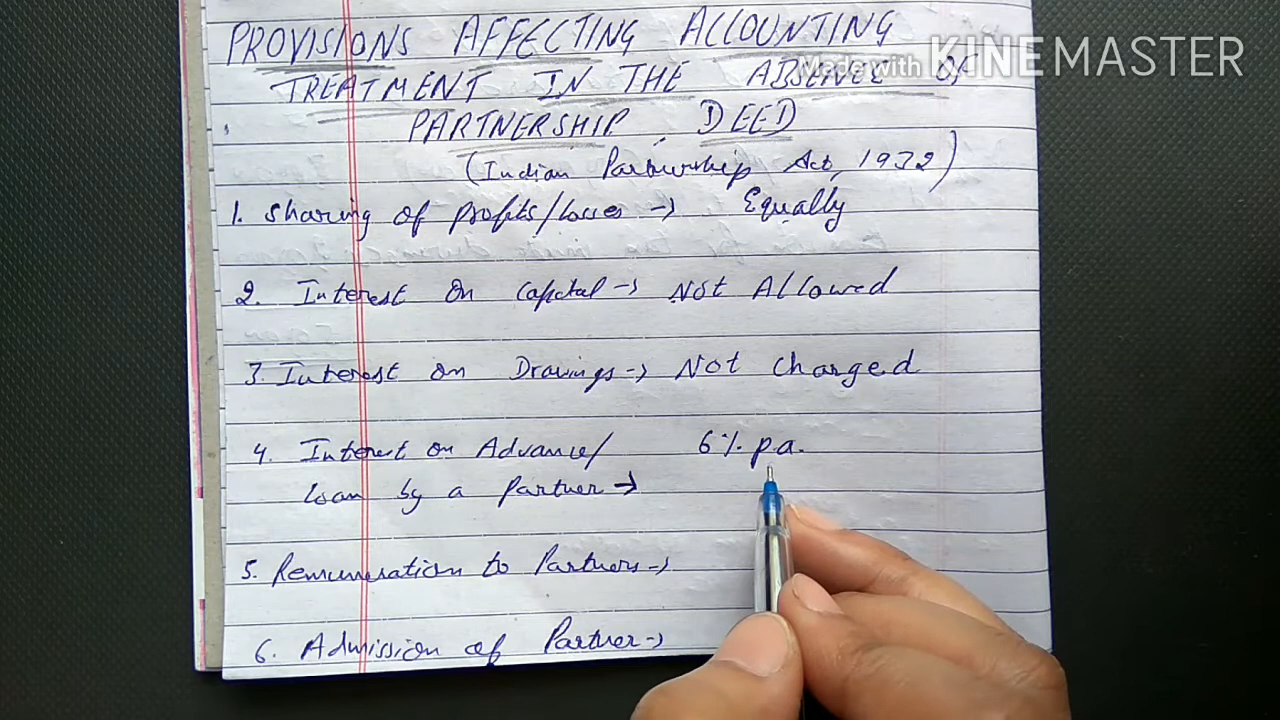 PROVISIONS AFFECTING ACCOUNTING
TREATMENT IN THE ABSENCE OF
PARTNERSHIP DEED
(Indian Partnership Act, 1932)
1. Sharing of Profits/Losses → Equally
2. Interest on Capital → Not Allowed
3. Interest on Drawings → Not Charged
4. Interest on Advance/ 6% p.a.
Loan by a Partner →
5. Remuneration to Partners →
6. Admission of Partner →
Made with KINEMASTER